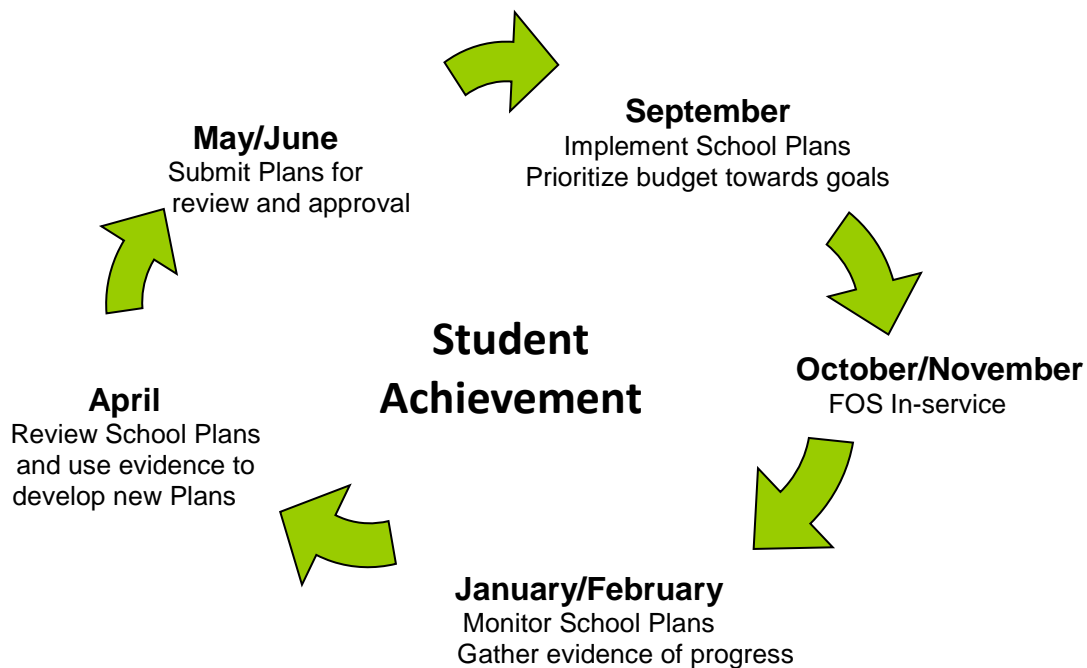 May/June
Submit Plans for
review and approval
September
Implement School Plans
Prioritize budget towards goals
Student
Achievement
October/November
FOS In-service
April
Review School Plans
and use evidence to
develop new Plans
January/February
Monitor School Plans
Gather evidence of progress